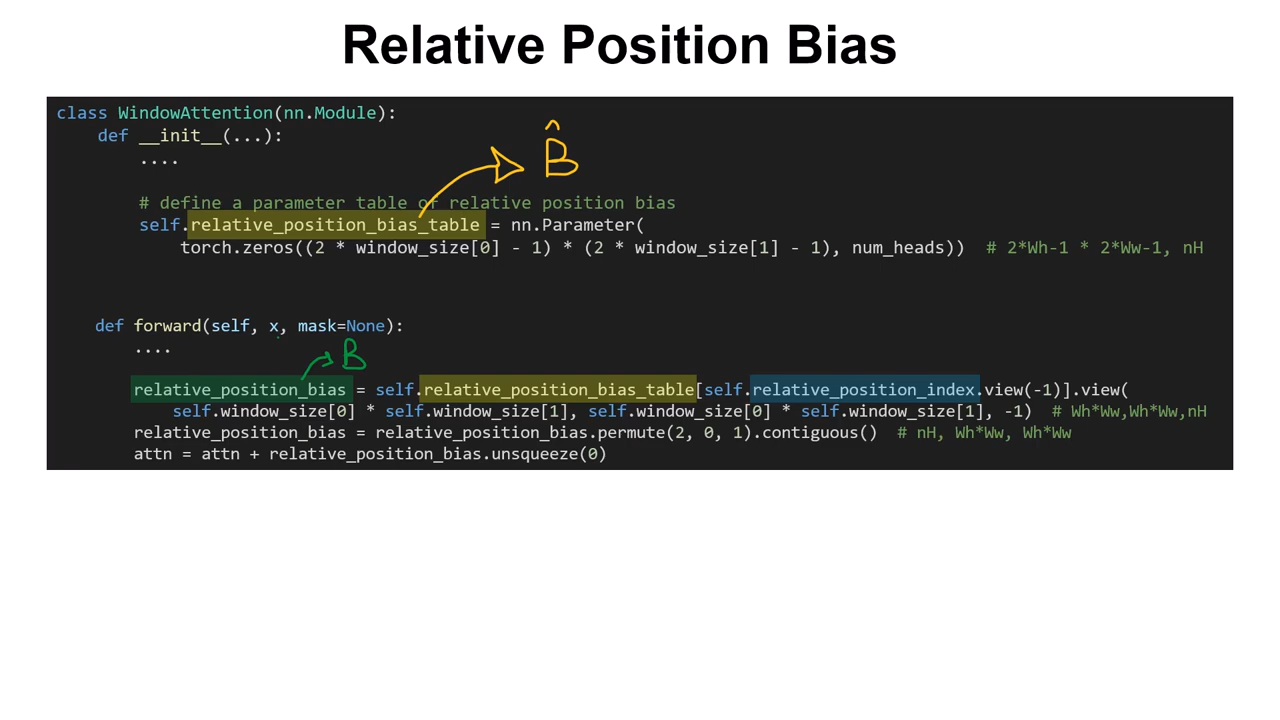 Relative Position Bias
class WindowAttention(nn.Module):
def __init__(...):
....
B̂
# define a parameter table of relative position bias
self.relative_position_bias_table = nn.Parameter(
torch.zeros((2 * window_size[0] - 1) * (2 * window_size[1] - 1), num_heads))  # 2*Wh-1 * 2*Ww-1, nH
def forward(self, x, mask=None):
....
B
relative_position_bias = self.relative_position_bias_table[self.relative_position_index.view(-1)].view(
self.window_size[0] * self.window_size[1], self.window_size[0] * self.window_size[1], -1)  # Wh*Ww,Wh*Ww,nH
relative_position_bias = relative_position_bias.permute(2, 0, 1).contiguous()  # nH, Wh*Ww, Wh*Ww
attn = attn + relative_position_bias.unsqueeze(0)